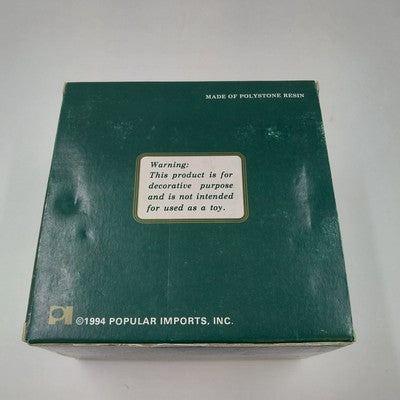 MADE OF POLYSTONE RESIN
Warning:
This product is for
decorative purpose
and is not intended
for used as a toy.
PI ©1994 POPULAR IMPORTS, INC.